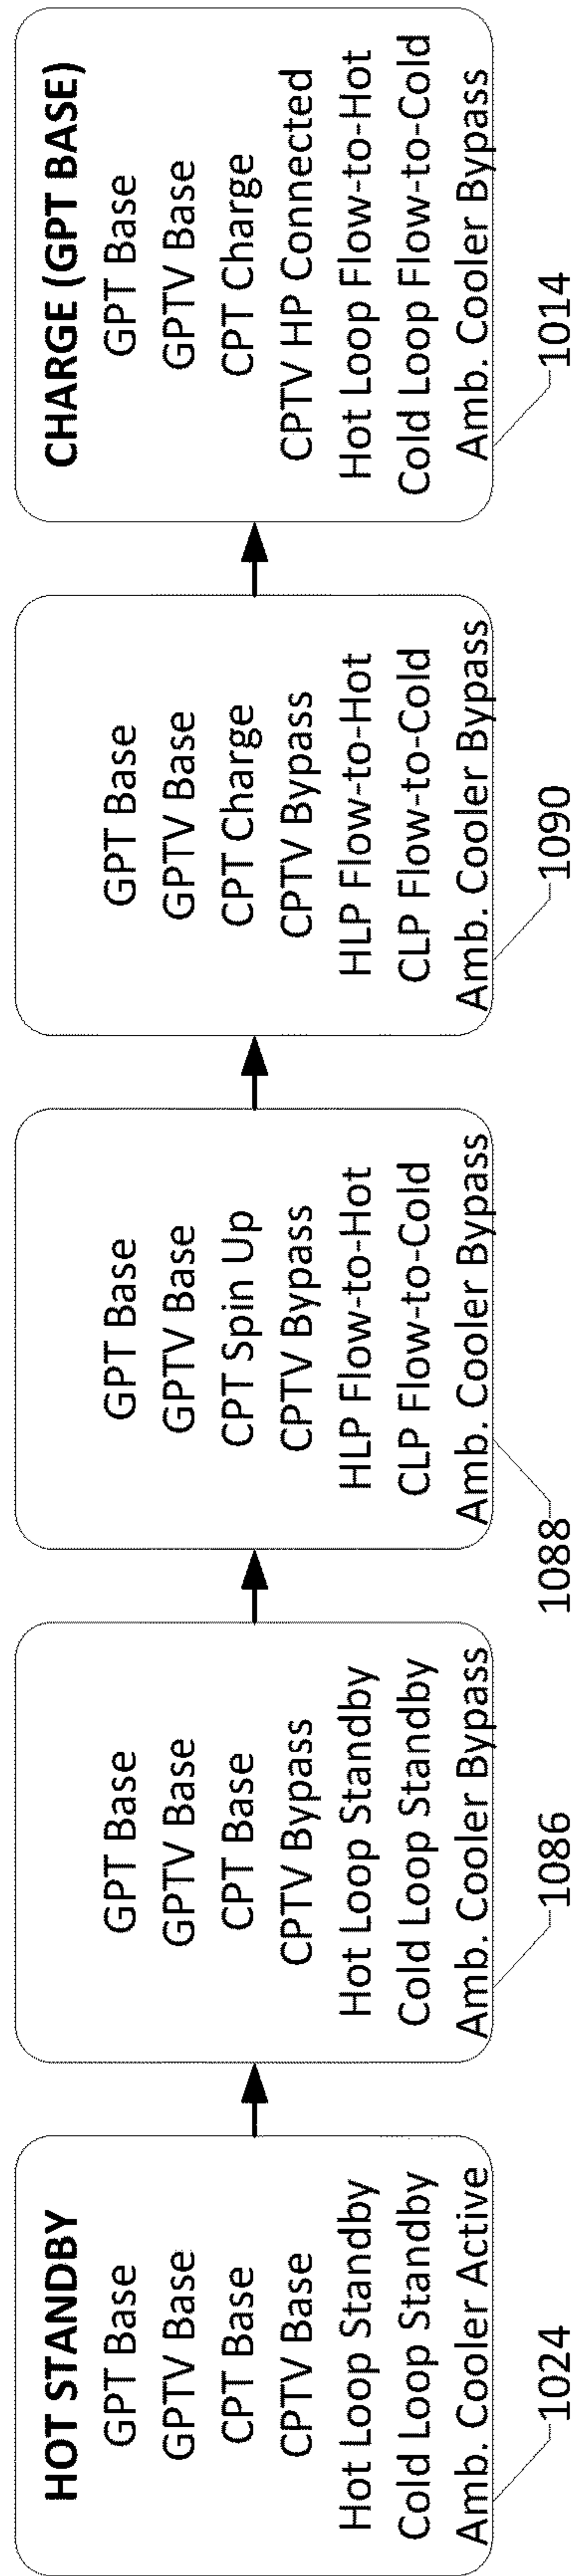 HOT STANDBY
GPT Base
GPTV Base
CPT Base
CPTV Base
Hot Loop Standby
Cold Loop Standby
Amb. Cooler Active
1024
GPT Base
GPTV Base
CPT Base
CPTV Bypass
Hot Loop Standby
Cold Loop Standby
Amb. Cooler Bypass
1086
GPT Base
GPTV Base
CPT Spin Up
CPTV Bypass
HLP Flow-to-Hot
CLP Flow-to-Cold
Amb. Cooler Bypass
1088
GPT Base
GPTV Base
CPT Charge
CPTV Bypass
HLP Flow-to-Hot
CLP Flow-to-Cold
Amb. Cooler Bypass
1090
CHARGE (GPT BASE)
GPT Base
GPTV Base
CPT Charge
CPTV HP Connected
Hot Loop Flow-to-Hot
Cold Loop Flow-to-Cold
Amb. Cooler Bypass
1014